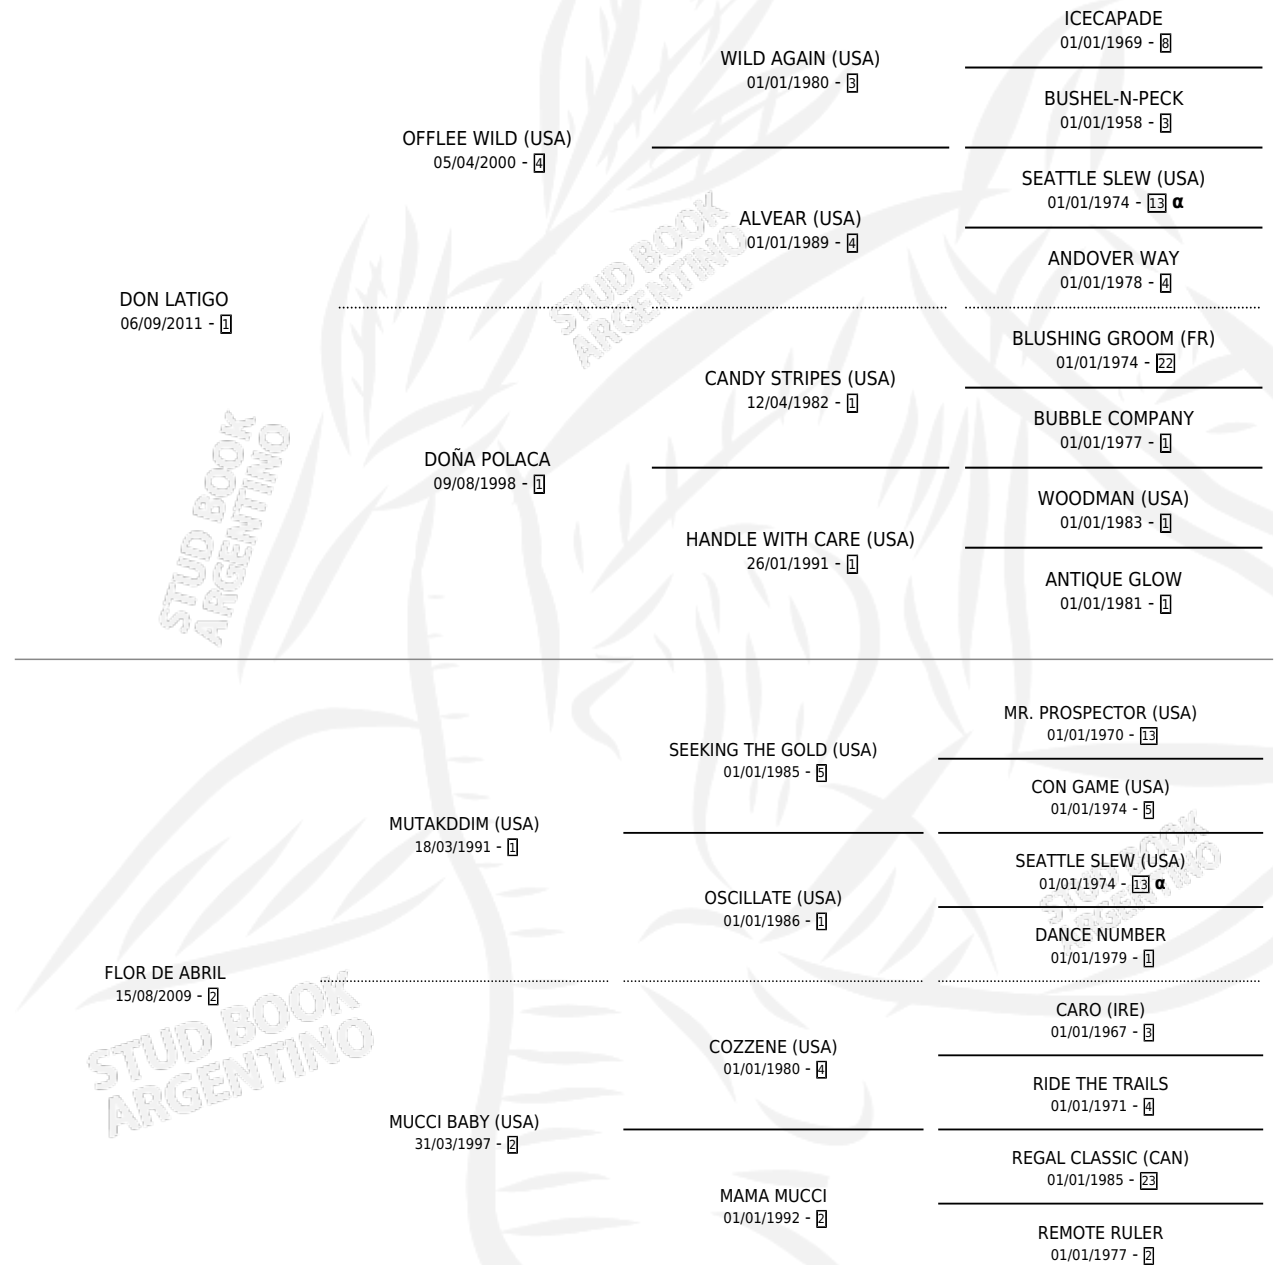 ICECAPADE
01/01/1969 - 8
WILD AGAIN (USA)
01/01/1980 - 3
BUSHEL-N-PECK
01/01/1958 - 3
OFFLEE WILD (USA)
05/04/2000 - 4
SEATTLE SLEW (USA)
01/01/1974 - 13 α
ALVEAR (USA)
01/01/1989 - 4
ANDOVER WAY
01/01/1978 - 4
STUD BOOK
ARGENTINO
DON LATIGO
06/09/2011 - 1
BLUSHING GROOM (FR)
01/01/1974 - 22
CANDY STRIPES (USA)
12/04/1982 - 1
BUBBLE COMPANY
01/01/1977 - 1
DOÑA POLACA
09/08/1998 - 1
WOODMAN (USA)
01/01/1983 - 1
HANDLE WITH CARE (USA)
26/01/1991 - 1
ANTIQUE GLOW
01/01/1981 - 1
STUD BOOK
ARGENTINO
MR. PROSPECTOR (USA)
01/01/1970 - 13
SEEKING THE GOLD (USA)
01/01/1985 - 5
CON GAME (USA)
01/01/1974 - 5
MUTAKDDIM (USA)
18/03/1991 - 1
SEATTLE SLEW (USA)
01/01/1974 - 13 α
OSCILLATE (USA)
01/01/1986 - 1
DANCE NUMBER
01/01/1979 - 1
STUD BOOK
ARGENTINO
FLOR DE ABRIL
15/08/2009 - 2
CARO (IRE)
01/01/1967 - 3
COZZENE (USA)
01/01/1980 - 4
RIDE THE TRAILS
01/01/1971 - 4
MUCCI BABY (USA)
31/03/1997 - 2
REGAL CLASSIC (CAN)
01/01/1985 - 23
MAMA MUCCI
01/01/1992 - 2
REMOTE RULER
01/01/1977 - 2
STUD BOOK
ARGENTINO